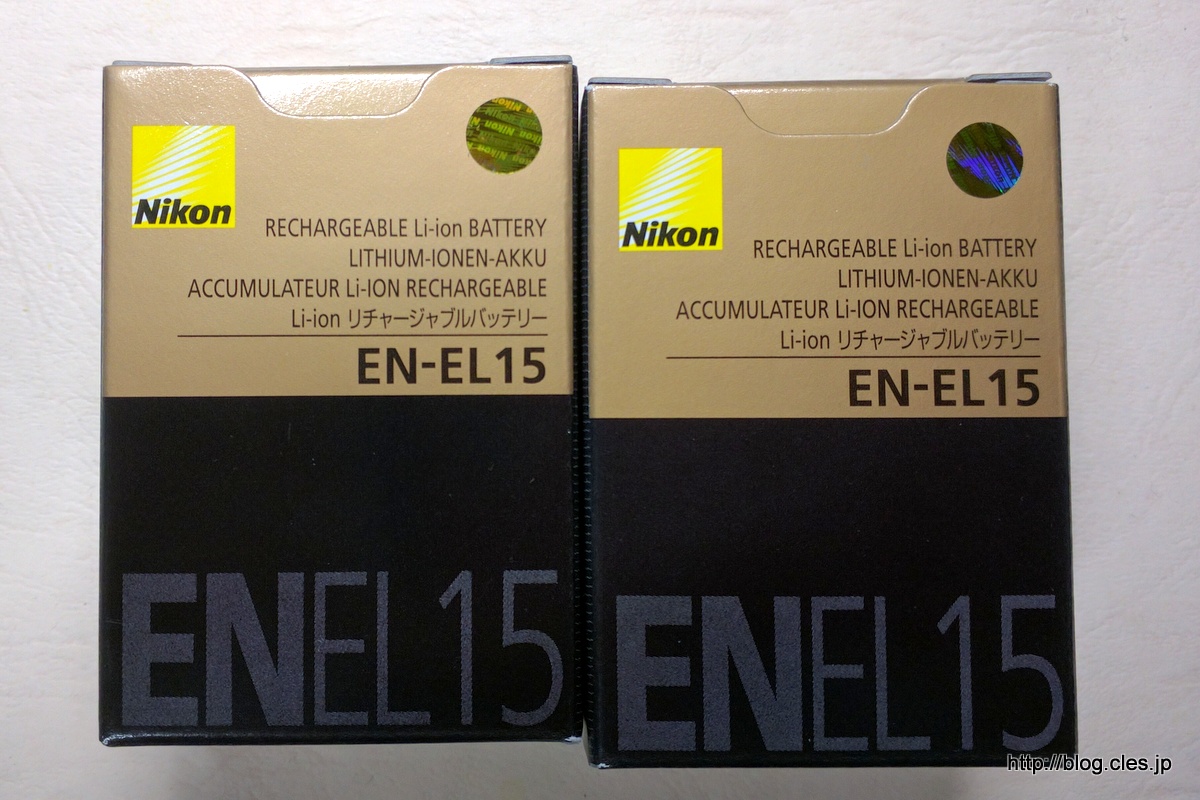 Nikon
RECHARGEABLE Li-ion BATTERY
LITHIUM-IONEN-AKKU
ACCUMULATEUR Li-ION RECHARGEABLE
Li-ion リチャージャブルバッテリー
EN-EL15
ENEL15
Nikon
RECHARGEABLE Li-ion BATTERY
LITHIUM-IONEN-AKKU
ACCUMULATEUR Li-ION RECHARGEABLE
Li-ion リチャージャブルバッテリー
EN-EL15
ENEL15
http://blog.cles.jp